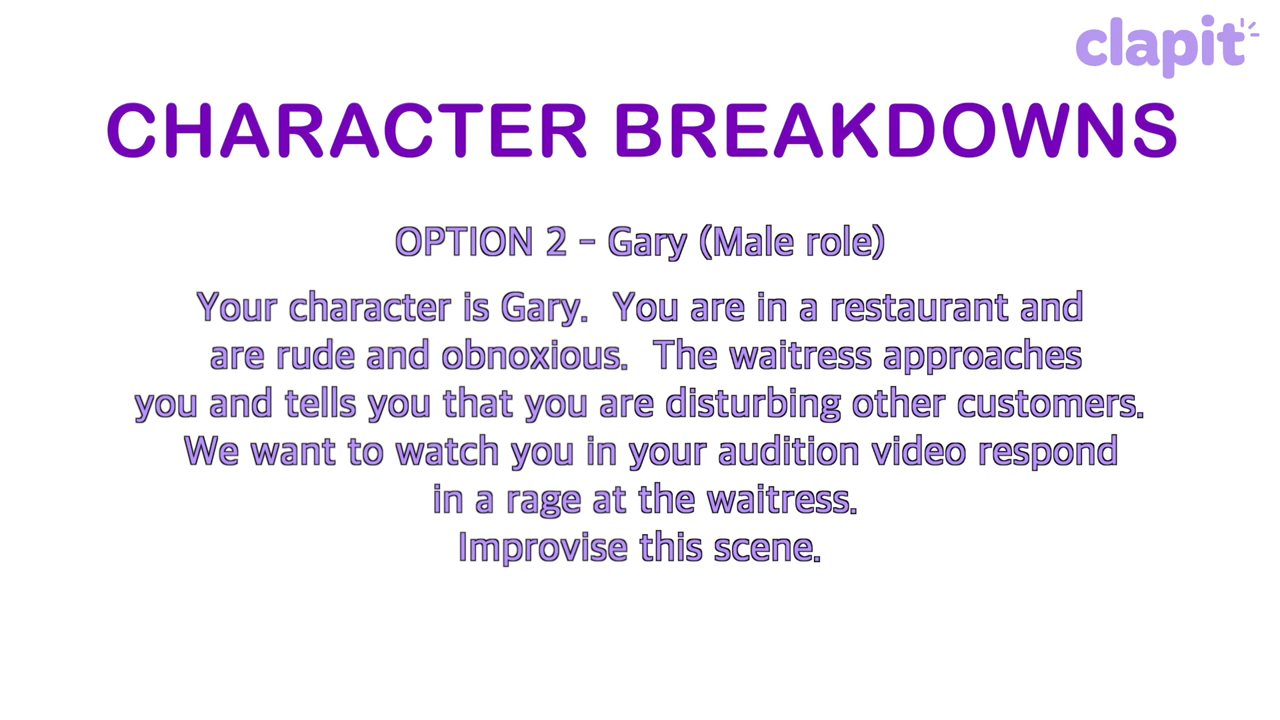 clapit
CHARACTER BREAKDOWNS
OPTION 2 - Gary (Male role)
Your character is Gary.  You are in a restaurant and
are rude and obnoxious.  The waitress approaches
you and tells you that you are disturbing other customers.
We want to watch you in your audition video respond
in a rage at the waitress.
Improvise this scene.